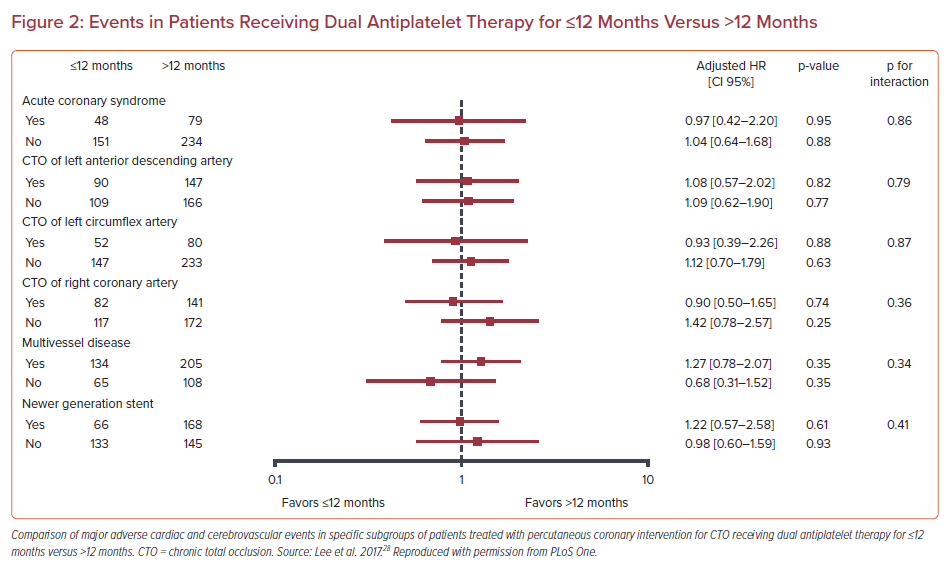 Figure 2: Events in Patients Receiving Dual Antiplatelet Therapy for ≤12 Months Versus >12 Months
≤12 months >12 months Adjusted HR p-value p for
[CI 95%] interaction
Acute coronary syndrome
Yes 48 79 0.97 [0.42–2.20] 0.95 0.86
No 151 234 1.04 [0.64–1.68] 0.88
CTO of left anterior descending artery
Yes 90 147 1.08 [0.57–2.02] 0.82 0.79
No 109 166 1.09 [0.62–1.90] 0.77
CTO of left circumflex artery
Yes 52 80 0.93 [0.39–2.26] 0.88 0.87
No 147 233 1.12 [0.70–1.79] 0.63
CTO of right coronary artery
Yes 82 141 0.90 [0.50–1.65] 0.74 0.36
No 117 172 1.42 [0.78–2.57] 0.25
Multivessel disease
Yes 134 205 1.27 [0.78–2.07] 0.35 0.34
No 65 108 0.68 [0.31–1.52] 0.35
Newer generation stent
Yes 66 168 1.22 [0.57–2.58] 0.61 0.41
No 133 145 0.98 [0.60–1.59] 0.93
0.1 1 10
Favors ≤12 months Favors >12 months
Comparison of major adverse cardiac and cerebrovascular events in specific subgroups of patients treated with percutaneous coronary intervention for CTO receiving dual antiplatelet therapy for ≤12
months versus >12 months. CTO = chronic total occlusion. Source: Lee et al. 2017.²⁸ Reproduced with permission from PLoS One.